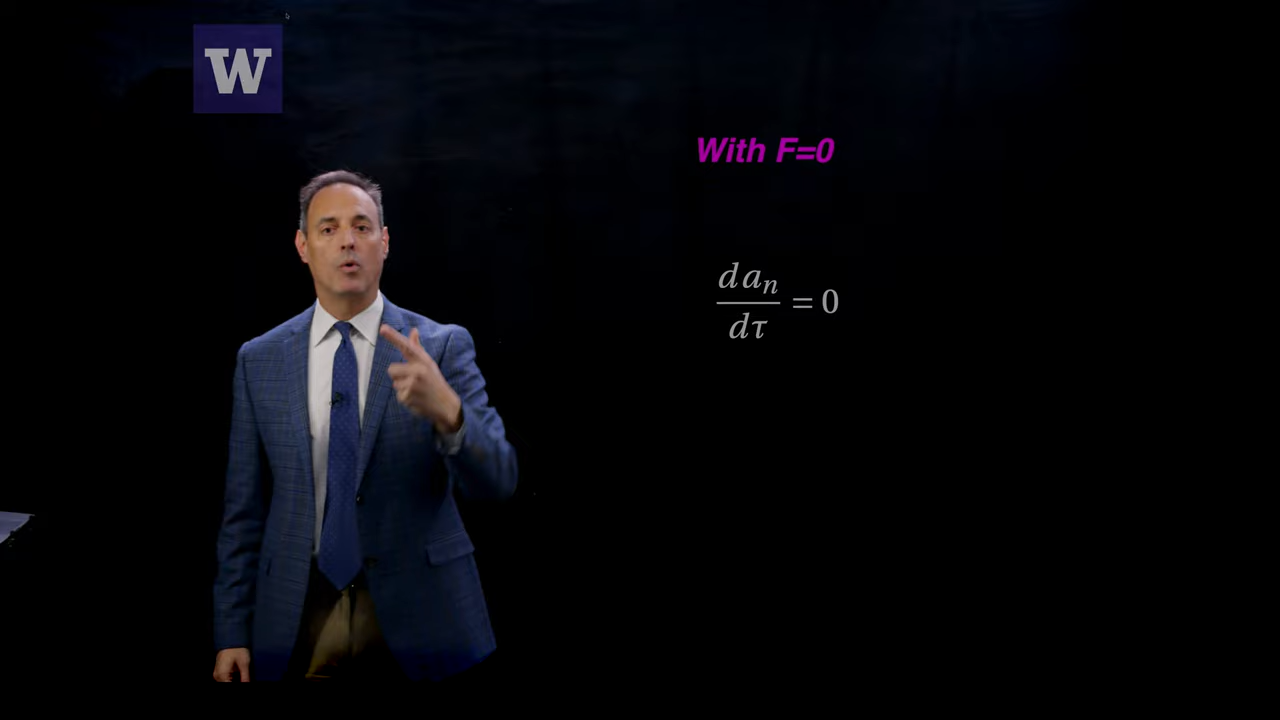 W
With F=0
da_n/dτ = 0